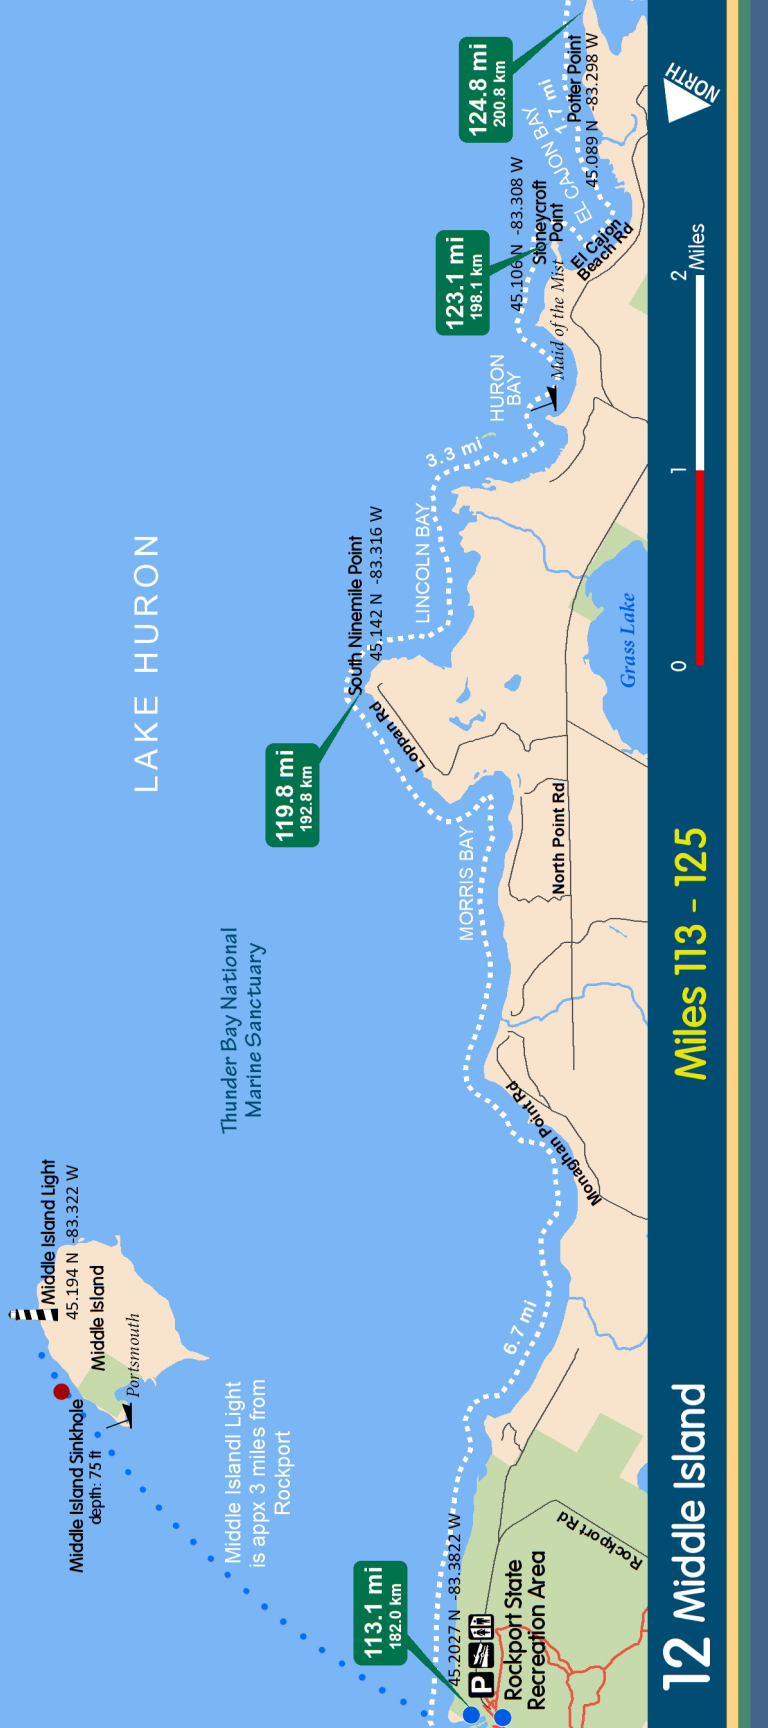 LAKE HURON
Thunder Bay National
Marine Sanctuary
Middle Island Light
45.194 N  -83.322 W
Middle Island
Portsmouth
Middle Island Sinkhole
depth: 75 ft
Middle Islandl Light
is appx 3 miles from
Rockport
113.1 mi
182.0 km
45.2027 N  -83.3822 W
P
Rockport State
Recreation Area
Rockport Rd
6.7 mi
Monaghan Point Rd
MORRIS BAY
North Point Rd
119.8 mi
192.8 km
South Ninemile Point
45.142 N  -83.316 W
Loppan Rd
LINCOLN BAY
Grass Lake
3.3 mi
HURON
BAY
Maid of the Mist
123.1 mi
198.1 km
45.106 N  -83.308 W
Stoneycroft
Point
El Cajon
Beach Rd
EL CAJON BAY
1.7 mi
124.8 mi
200.8 km
Potter Point
45.089 N  -83.298 W
12 Middle Island
Miles 113 - 125
0
1
2
Miles
NORTH